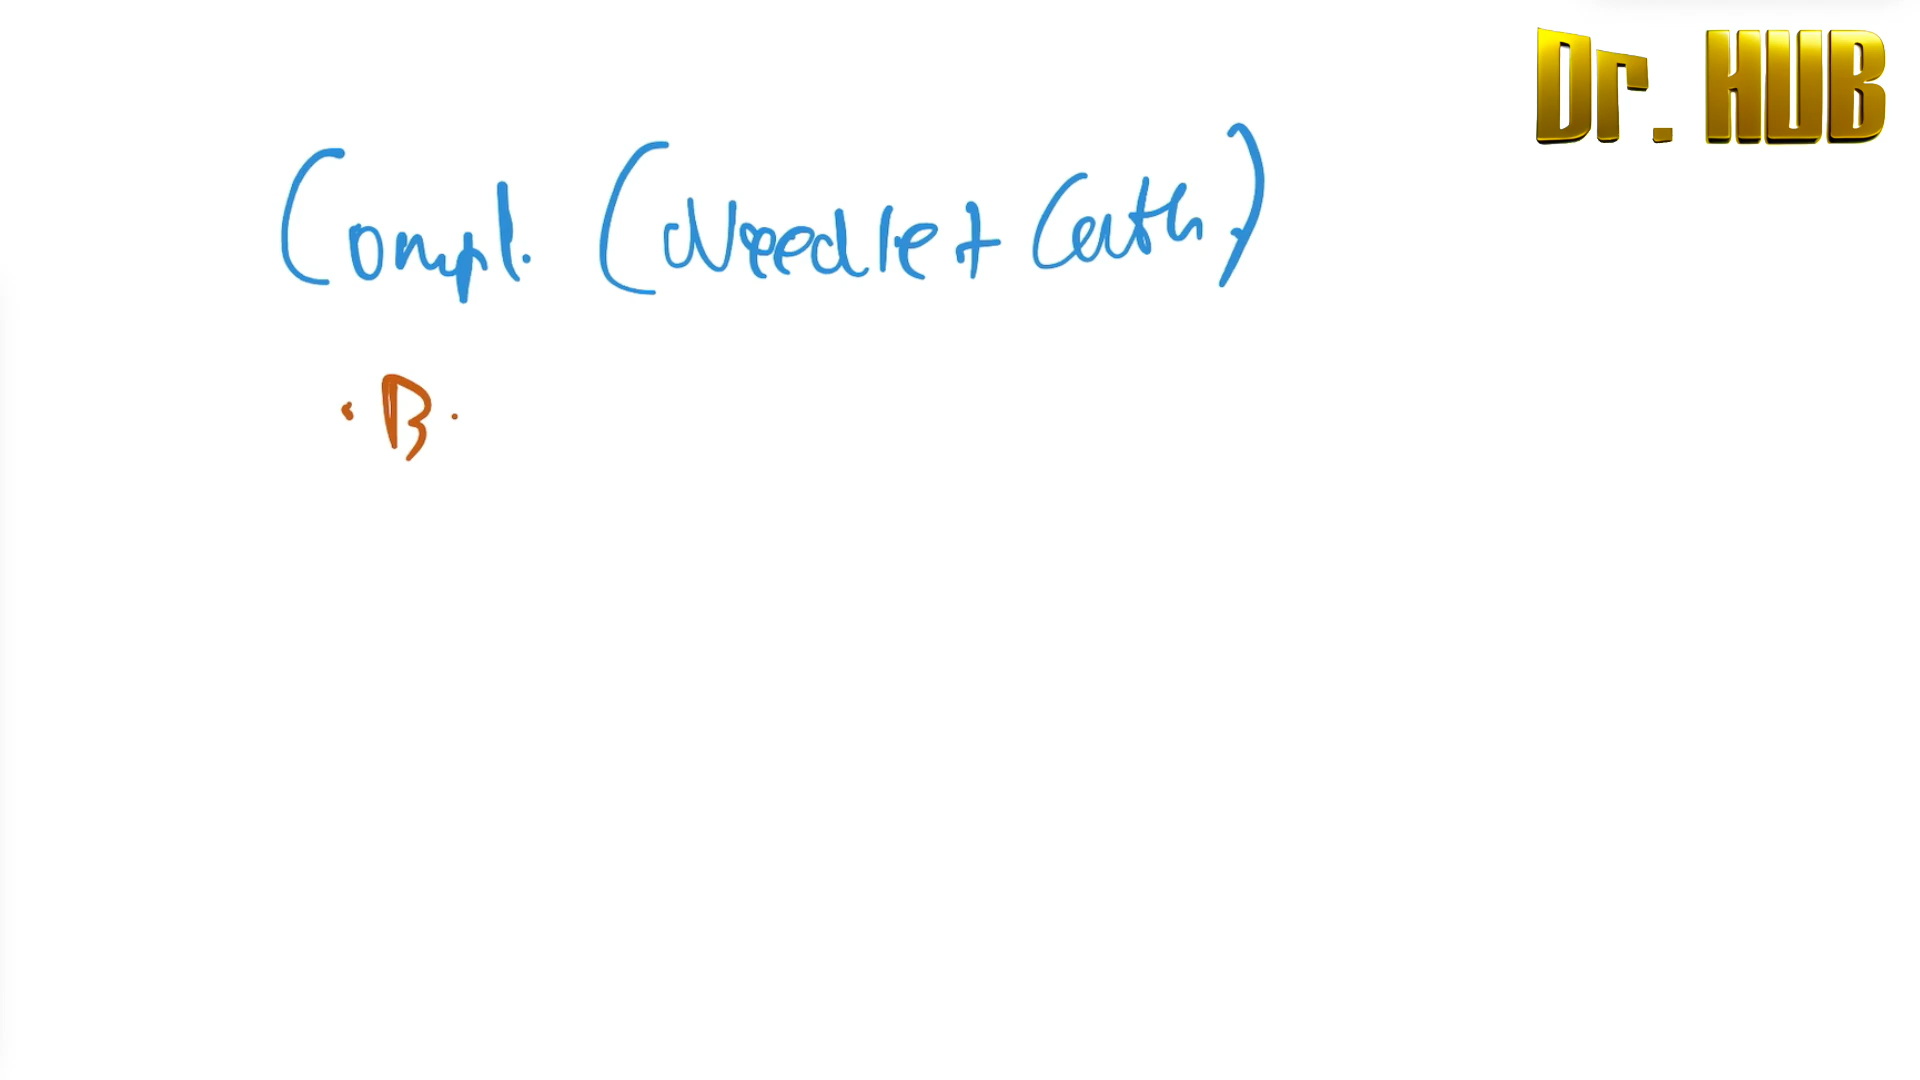 Dr. HUB
Compl. (Needle + Cath.)
• B.